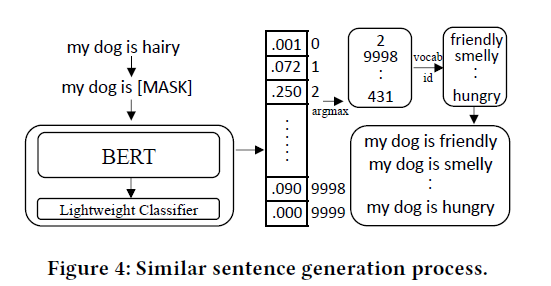 my dog is hairy
my dog is [MASK]
BERT
Lightweight Classifier
.001 0
.072 1
.250 2
.090 9998
.000 9999
argmax
2
9998
431
vocab
id
friendly
smelly
hungry
my dog is friendly
my dog is smelly
my dog is hungry
Figure 4: Similar sentence generation process.